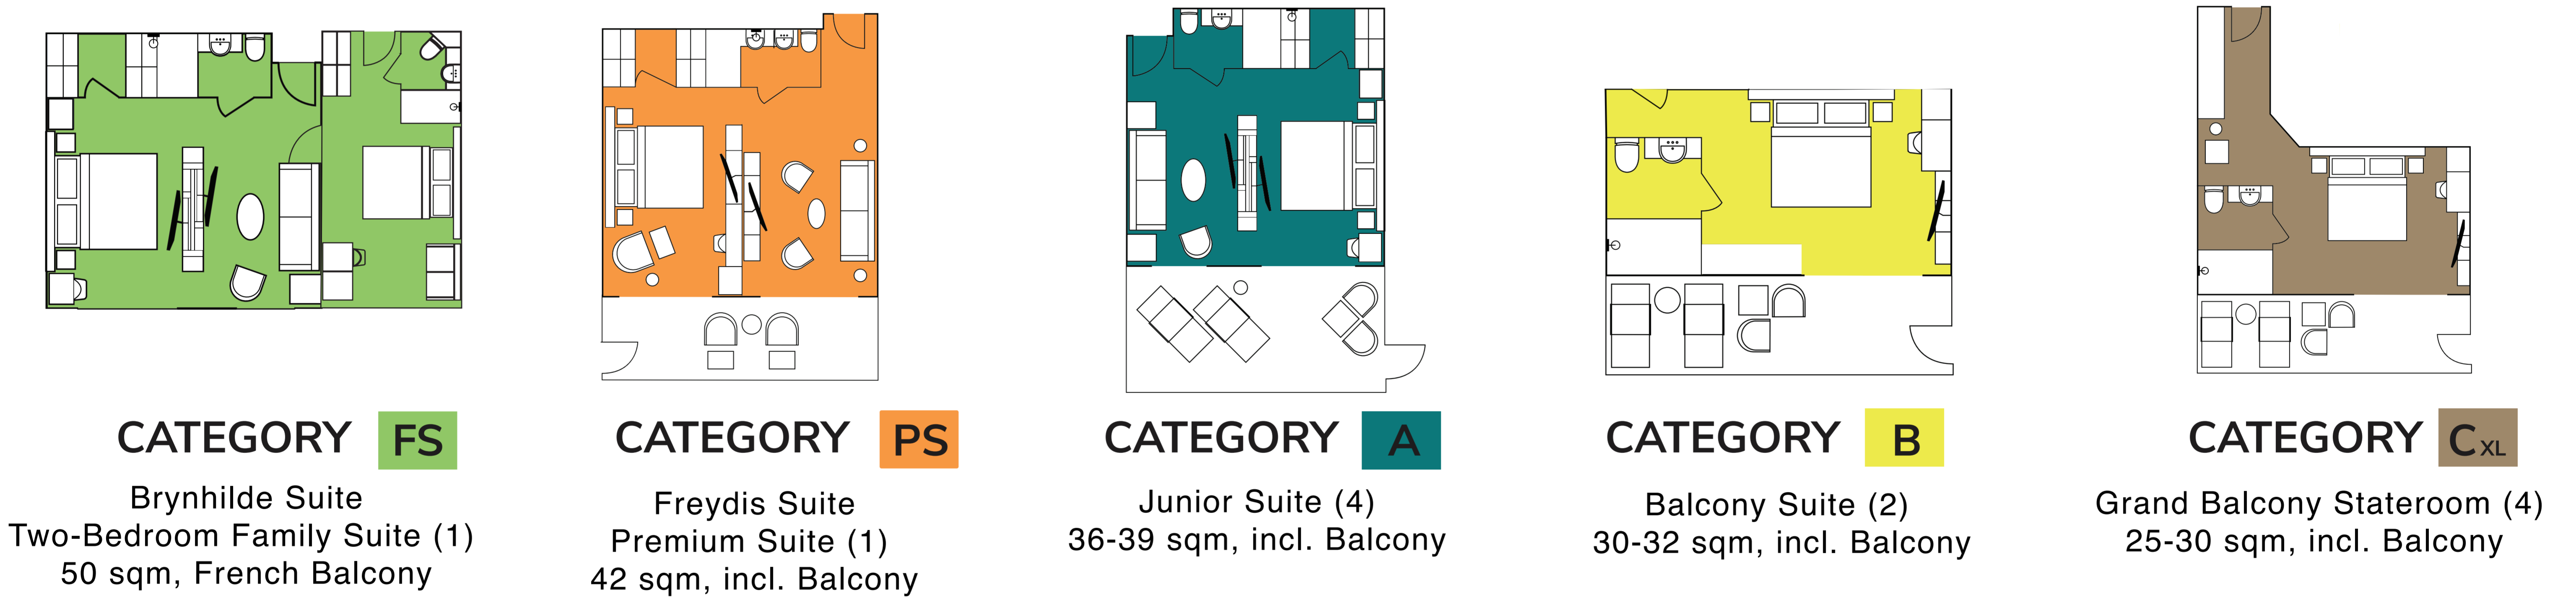 CATEGORY FS
Brynhilde Suite
Two-Bedroom Family Suite (1)
50 sqm, French Balcony
CATEGORY PS
Freydis Suite
Premium Suite (1)
42 sqm, incl. Balcony
CATEGORY A
Junior Suite (4)
36-39 sqm, incl. Balcony
CATEGORY B
Balcony Suite (2)
30-32 sqm, incl. Balcony
CATEGORY C XL
Grand Balcony Stateroom (4)
25-30 sqm, incl. Balcony